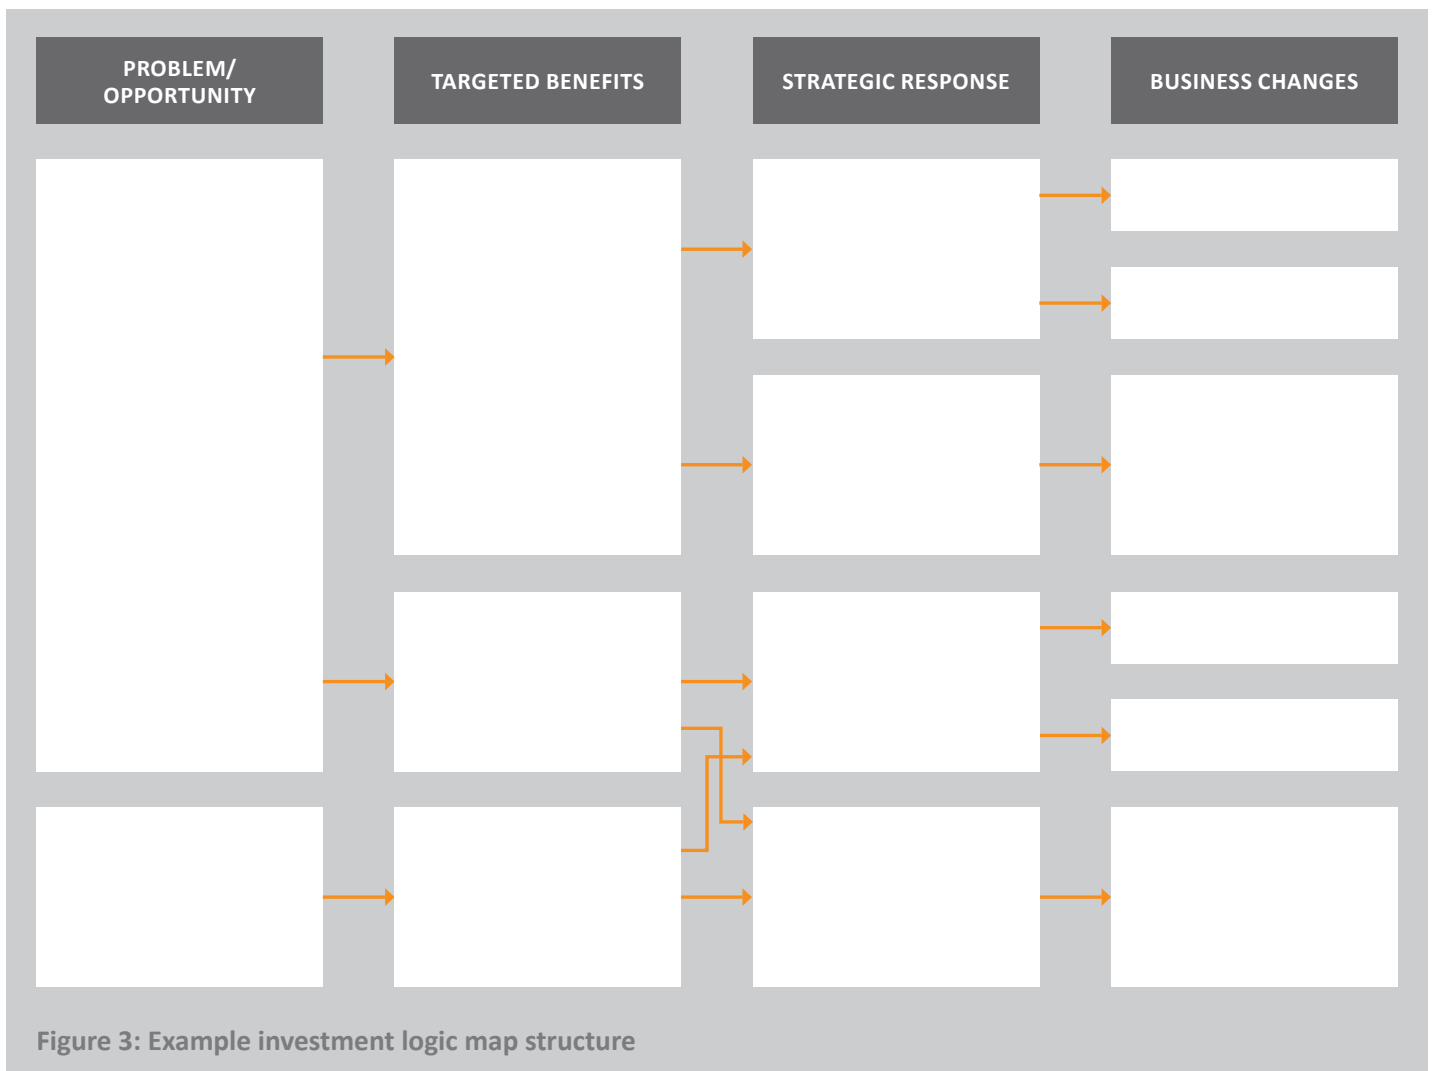 PROBLEM/
OPPORTUNITY
TARGETED BENEFITS
STRATEGIC RESPONSE
BUSINESS CHANGES
Figure 3: Example investment logic map structure